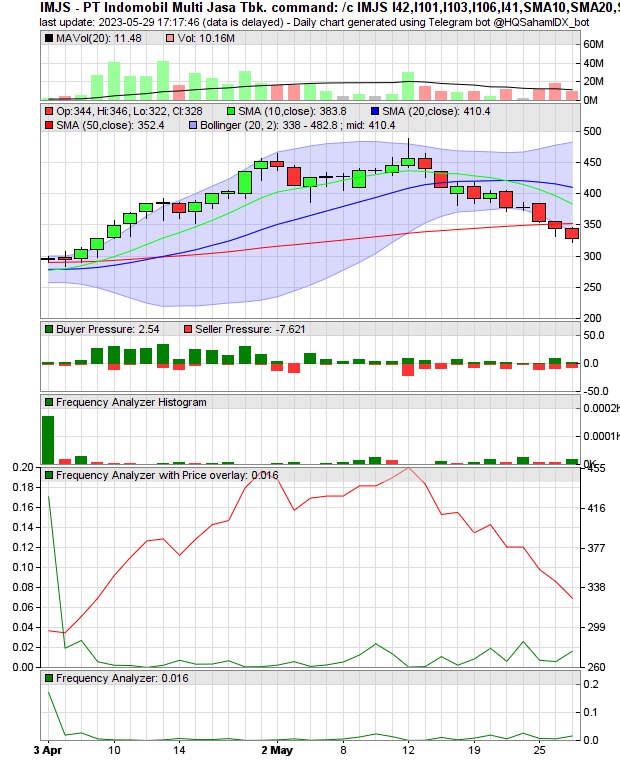 IMJS - PT Indomobil Multi Jasa Tbk. command: /c IMJS I42,I101,I103,I106,I41,SMA10,SMA20,S
last update: 2023-05-29 17:17:46 (data is delayed) - Daily chart generated using Telegram bot @HQSahamIDX_bot
MAVol(20): 11.48 Vol: 10.16M
60M
40M
20M
0M
Op:344, Hi:346, Lo:322, Cl:328 SMA (10,close): 383.8 SMA (20,close): 410.4
SMA (50,close): 352.4 Bollinger (20, 2): 338 - 482.8 ; mid: 410.4
500
450
400
350
300
250
200
Buyer Pressure: 2.54 Seller Pressure: -7.621
50.0
0.0
-50.0
Frequency Analyzer Histogram
0.0002k
0.0001k
0K
Frequency Analyzer with Price overlay: 0.016
0.20 455
0.18
0.16 416
0.14
0.12 377
0.10
0.08 338
0.06
0.04 299
0.02
0.00 260
Frequency Analyzer: 0.016
0.2
0.1
0.0
3 Apr 10 14 2 May 8 12 19 25